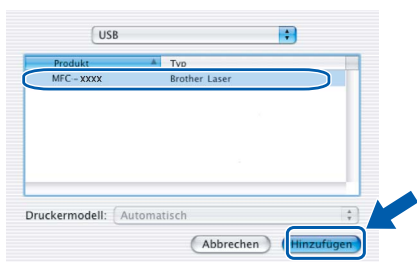 USB
Produkt Typ
MFC - XXXX Brother Laser
Druckermodell: Automatisch
Abbrechen Hinzufügen